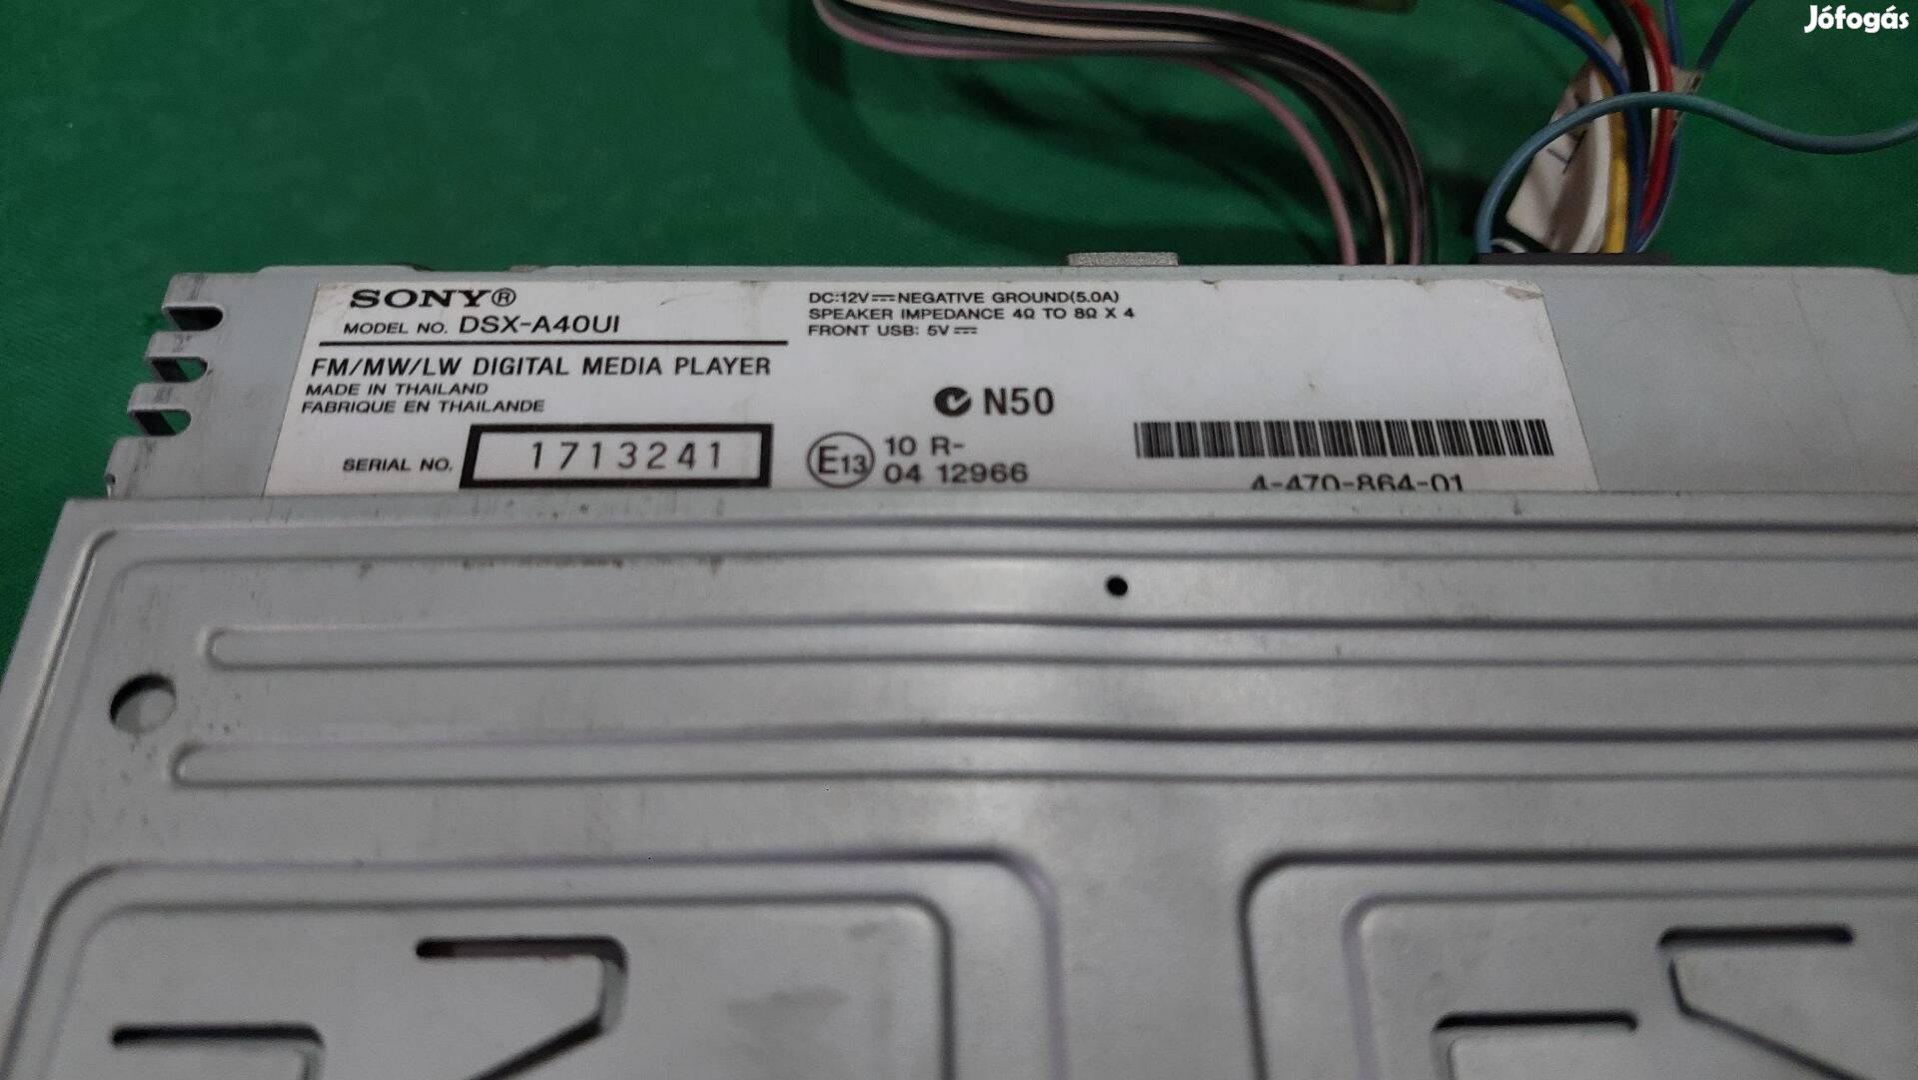 Jófogás
SONY®
MODEL NO. DSX-A40UI
FM/MW/LW DIGITAL MEDIA PLAYER
MADE IN THAILAND
FABRIQUE EN THAILANDE
SERIAL NO. 1713241
DC:12V⎓NEGATIVE GROUND(5.0A)
SPEAKER IMPEDANCE 4Ω TO 8Ω X 4
FRONT USB: 5V⎓
N50
E13 10 R-
04 12966
4-470-864-01